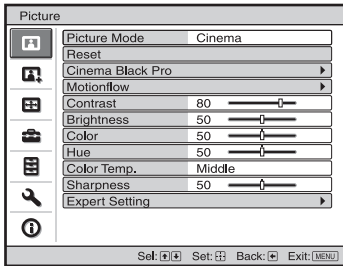 Picture
Picture Mode Cinema
Reset
Cinema Black Pro
Motionflow
Contrast 80
Brightness 50
Color 50
Hue 50
Color Temp. Middle
Sharpness 50
Expert Setting
Sel: Set: Back: Exit: MENU